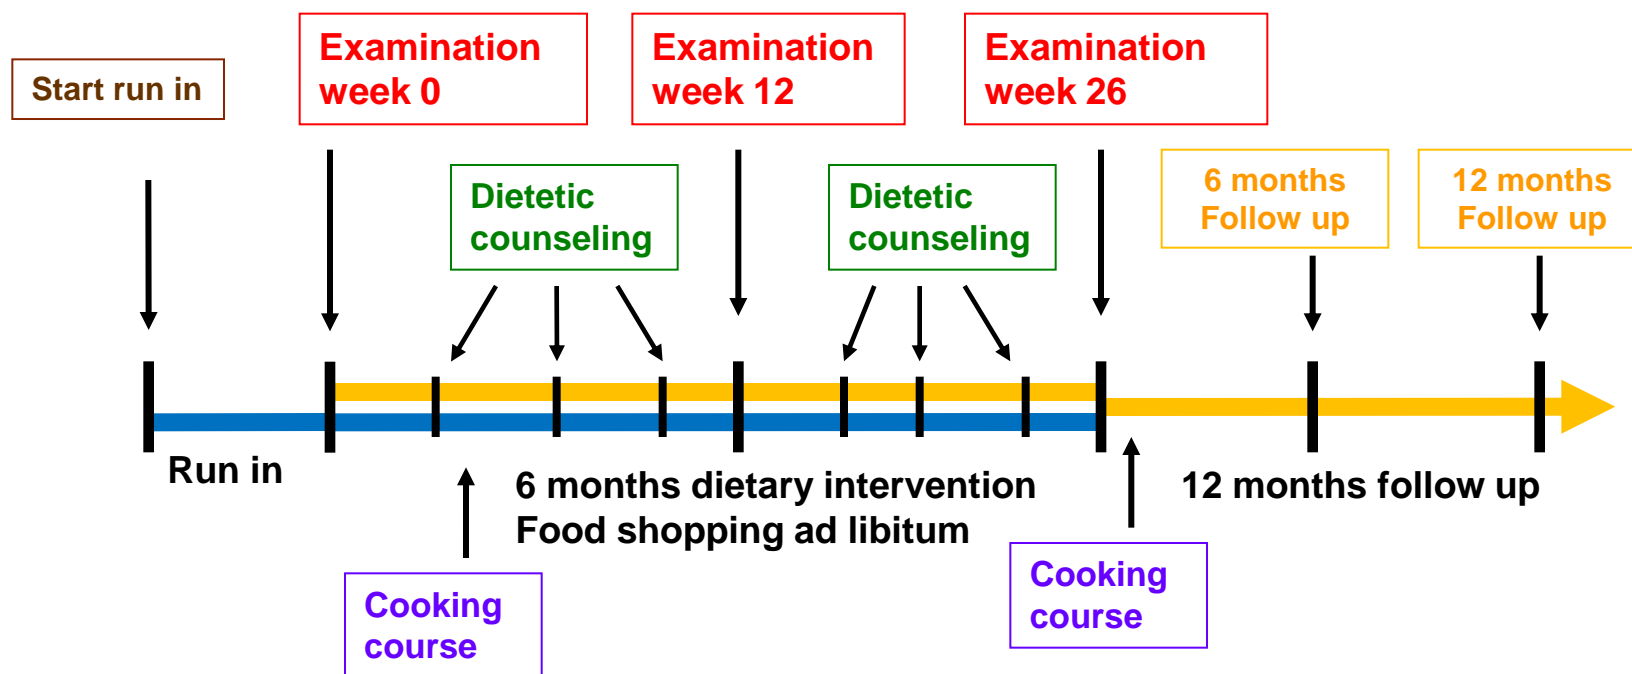 Start run in
Examination
week 0
Examination
week 12
Examination
week 26
Dietetic
counseling
Dietetic
counseling
6 months
Follow up
12 months
Follow up
Run in
6 months dietary intervention
Food shopping ad libitum
12 months follow up
Cooking
course
Cooking
course